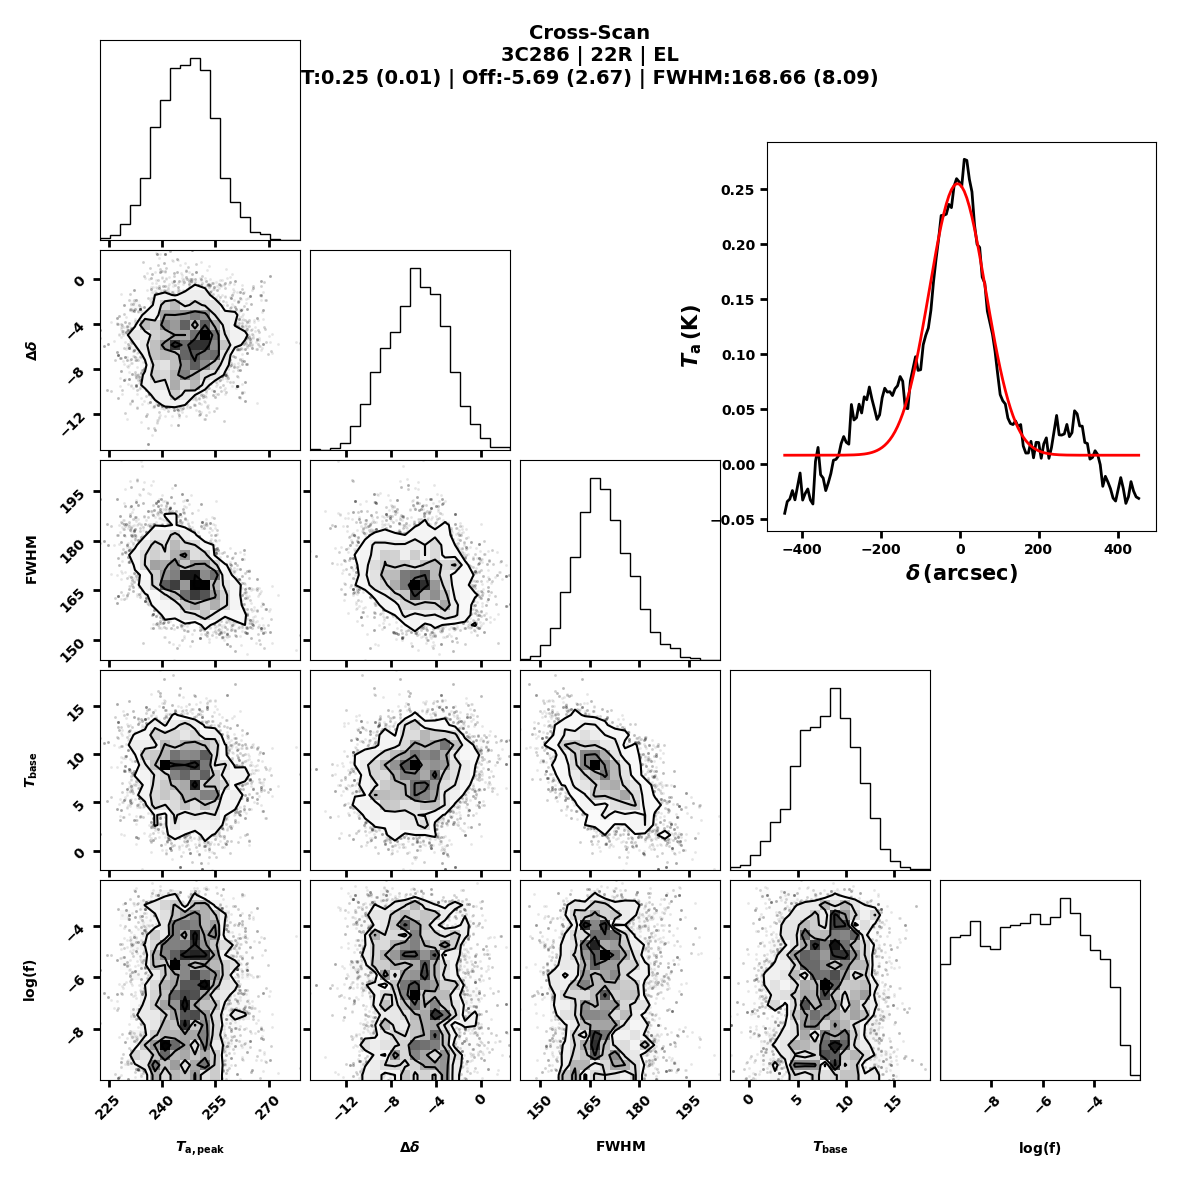 Cross-Scan
3C286 | 22R | EL
T:0.25 (0.01) | Off:-5.69 (2.67) | FWHM:168.66 (8.09)
0.25
0.20
0.15
0.10
0.05
0.00
−0.05
Ta (K)
−400 −200 0 200 400
δ (arcsec)
0
−4
−8
−12
Δδ
195
180
165
150
FWHM
15
10
5
0
Tbase
−4
−6
−8
log(f)
225 240 255 270
−12 −8 −4 0
150 165 180 195
0 5 10 15
−8 −6 −4
Ta,peak
Δδ
FWHM
Tbase
log(f)